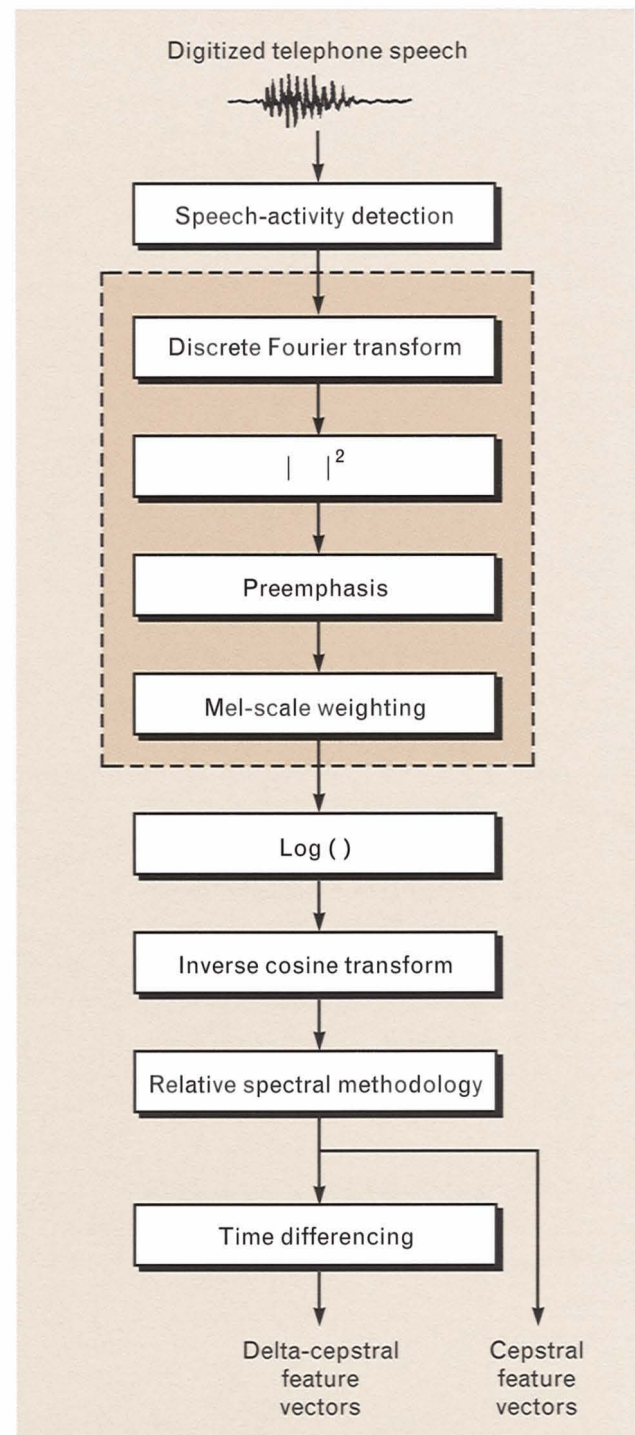 Digitized telephone speech
Speech-activity detection
Discrete Fourier transform
| |²
Preemphasis
Mel-scale weighting
Log ( )
Inverse cosine transform
Relative spectral methodology
Time differencing
Delta-cepstral
feature
vectors
Cepstral
feature
vectors